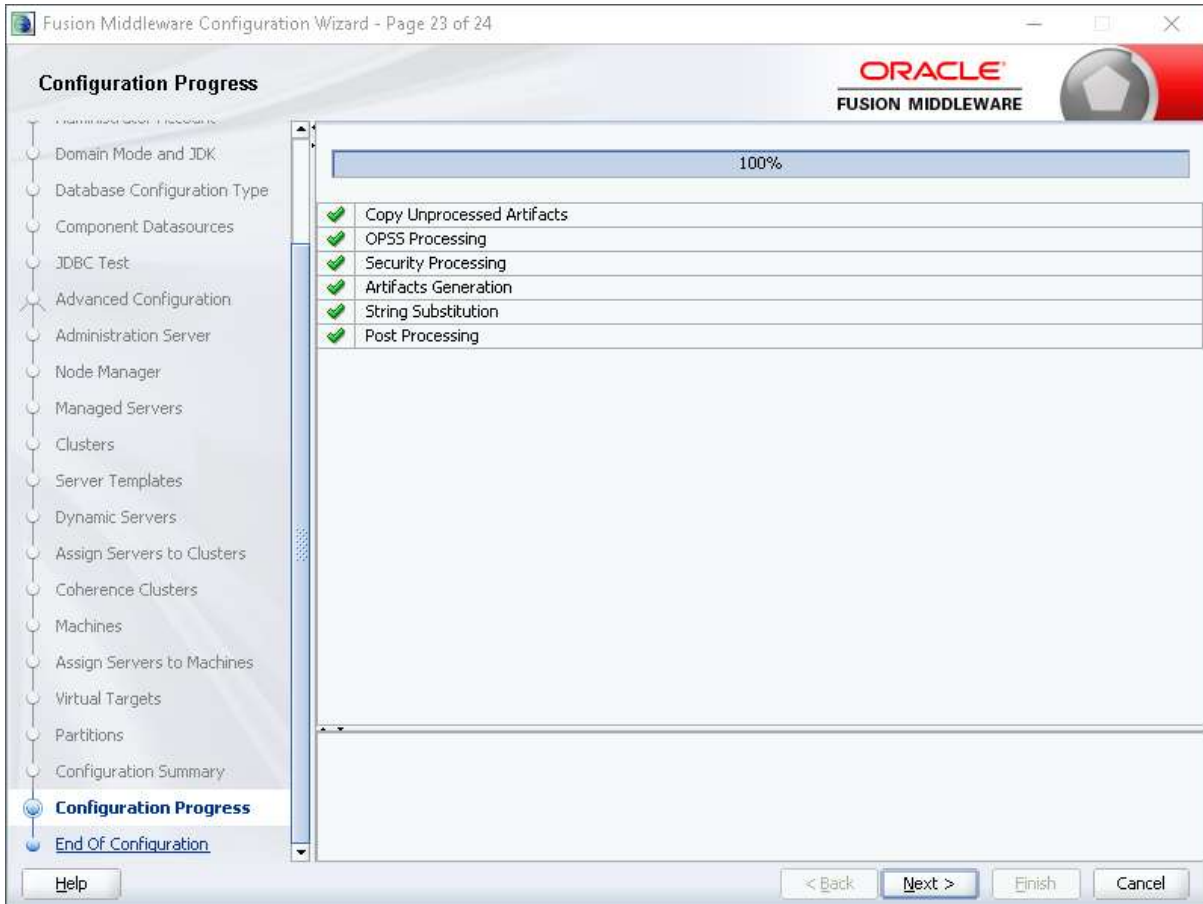 Fusion Middleware Configuration Wizard - Page 23 of 24
Configuration Progress
ORACLE
FUSION MIDDLEWARE
Administrator Account
Domain Mode and JDK
Database Configuration Type
Component Datasources
JDBC Test
Advanced Configuration
Administration Server
Node Manager
Managed Servers
Clusters
Server Templates
Dynamic Servers
Assign Servers to Clusters
Coherence Clusters
Machines
Assign Servers to Machines
Virtual Targets
Partitions
Configuration Summary
Configuration Progress
End Of Configuration
100%
Copy Unprocessed Artifacts
OPSS Processing
Security Processing
Artifacts Generation
String Substitution
Post Processing
Help
< Back
Next >
Finish
Cancel